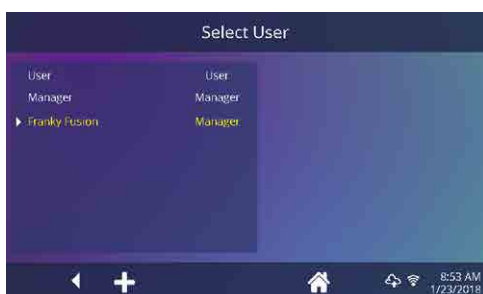 Select User
User User
Manager Manager
Franky Fusion Manager
8:53 AM
1/23/2018